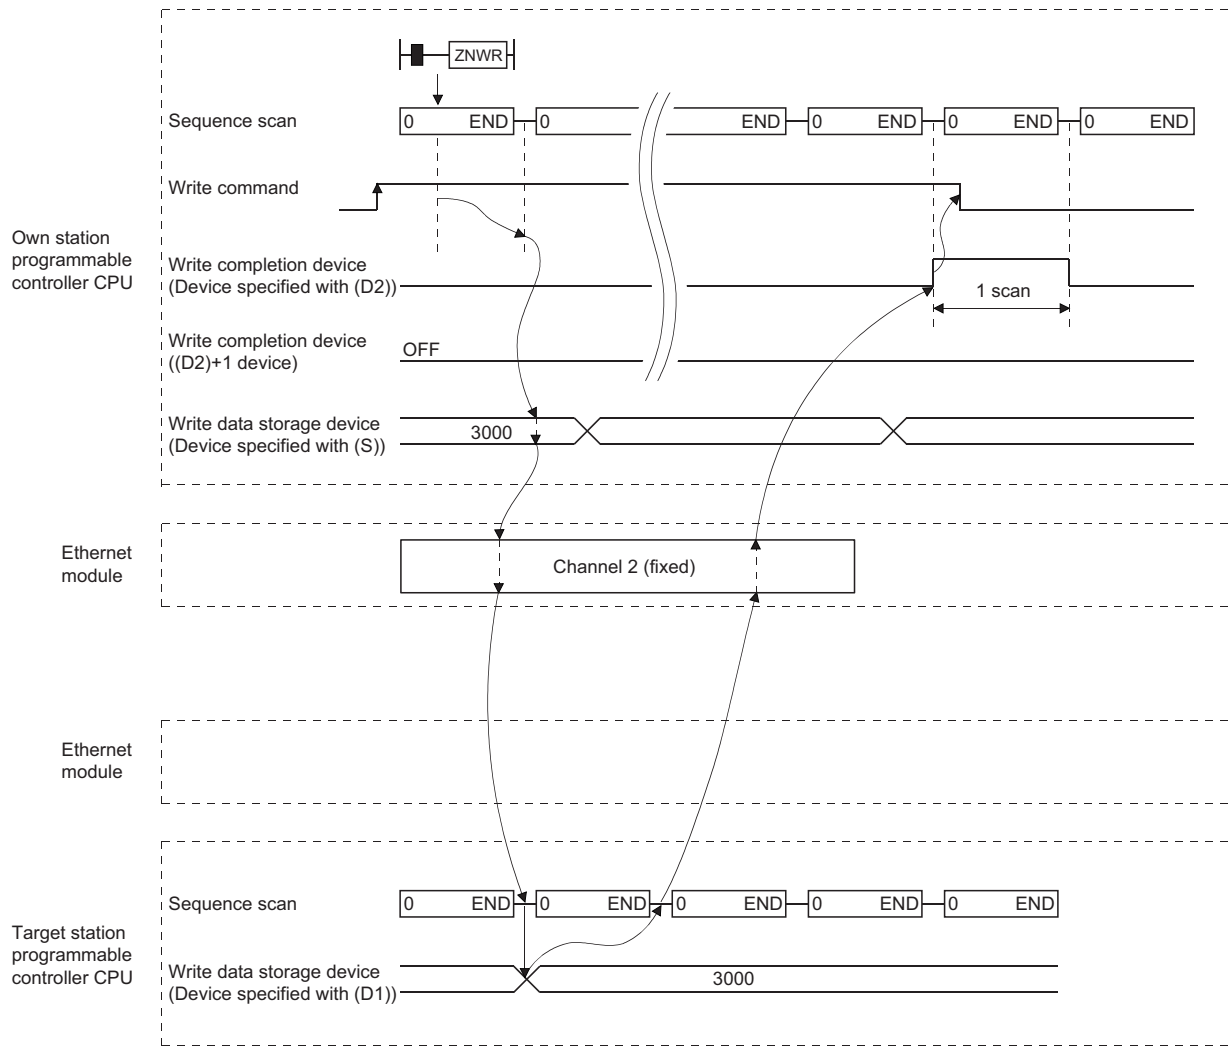 ZNWR
Sequence scan
0 END 0 END 0 END 0 END 0 END
Write command
Own station
programmable
controller CPU
Write completion device
(Device specified with (D2))
1 scan
Write completion device
((D2)+1 device)
OFF
Write data storage device
(Device specified with (S))
3000
Ethernet
module
Channel 2 (fixed)
Ethernet
module
Sequence scan
0 END 0 END 0 END 0 END 0 END
Target station
programmable
controller CPU
Write data storage device
(Device specified with (D1))
3000